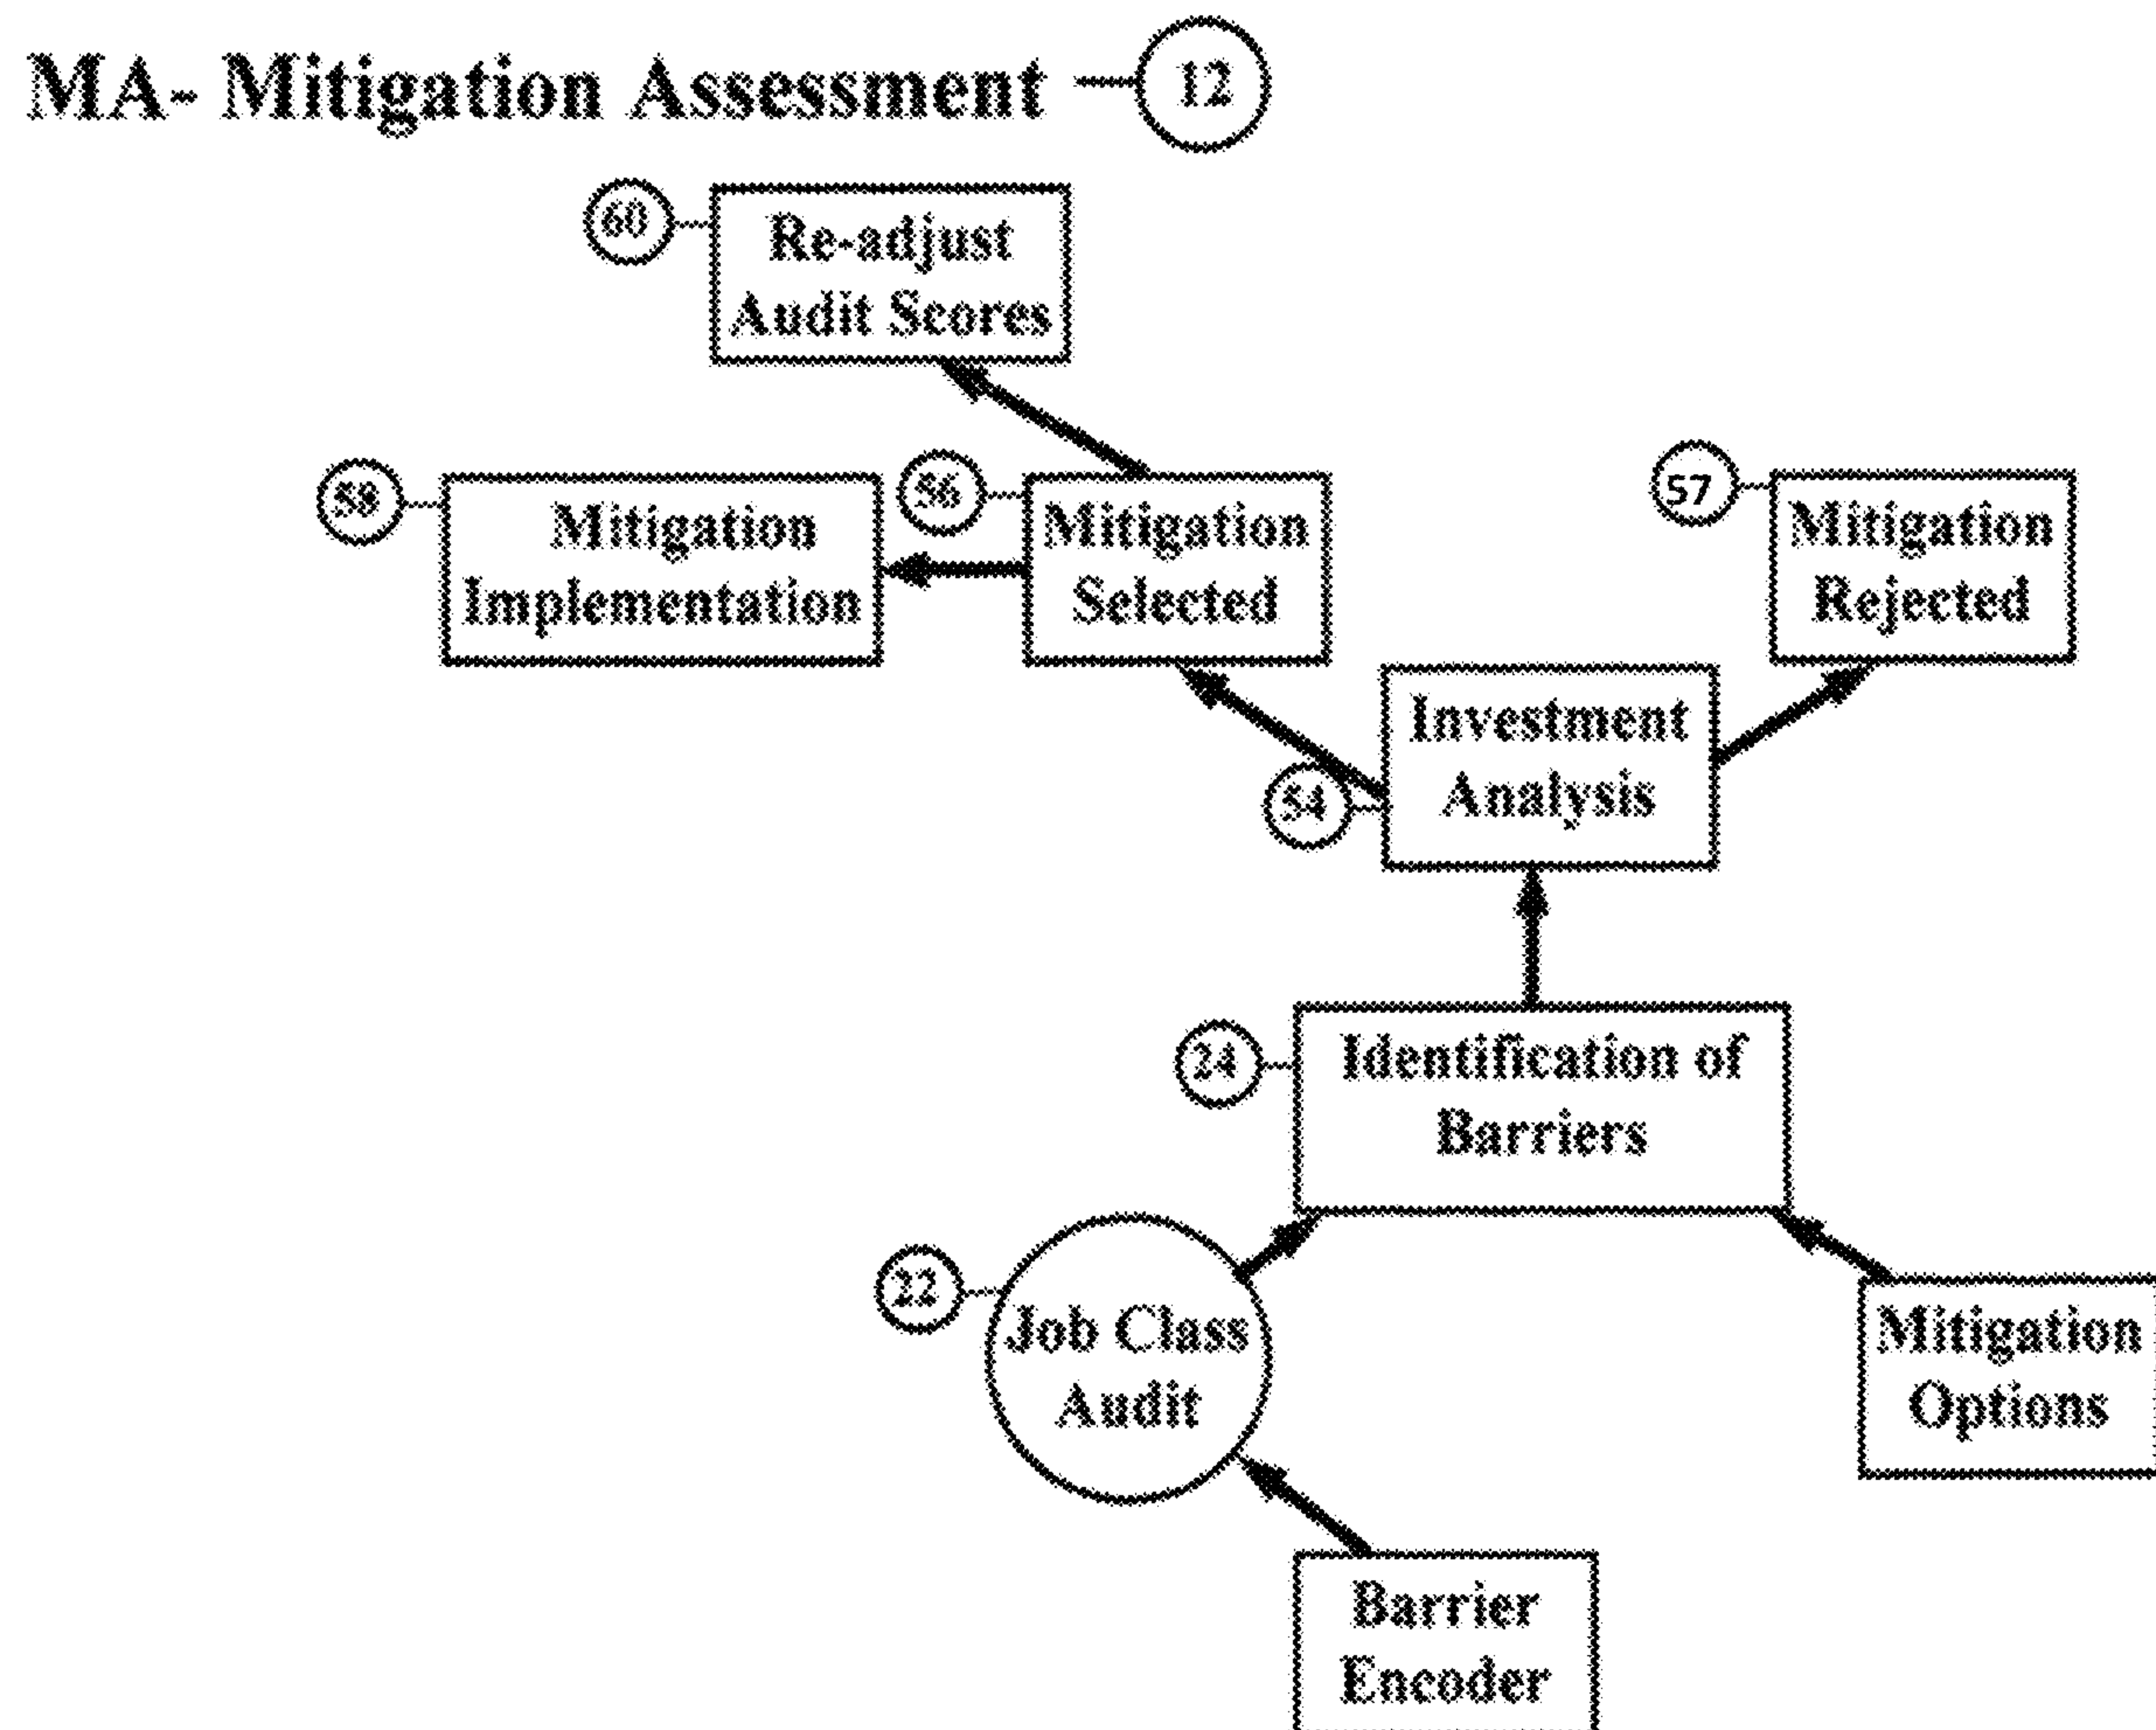 MA- Mitigation Assessment
12
60
Re-adjust
Audit Scores
58
Mitigation
Implementation
56
Mitigation
Selected
57
Mitigation
Rejected
Investment
Analysis
54
24
Identification of
Barriers
22
Job Class
Audit
Mitigation
Options
Barrier
Encoder